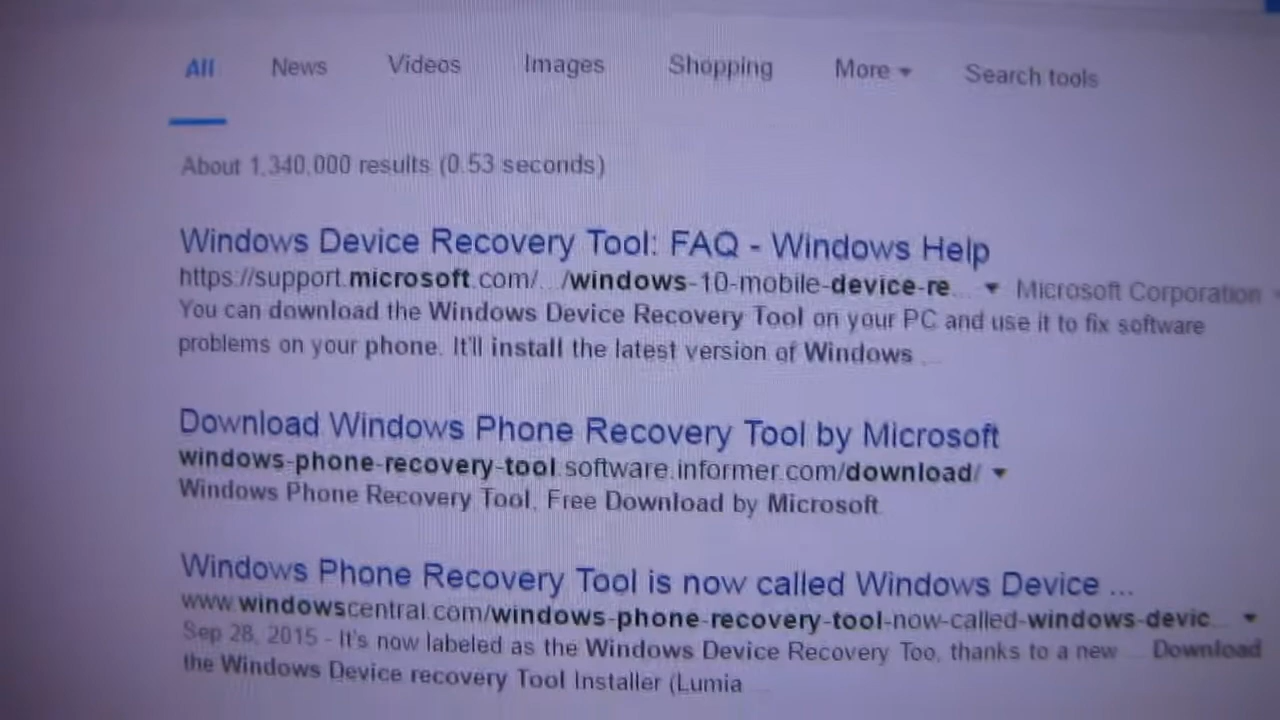 All News Videos Images Shopping More Search tools
About 1,340,000 results (0.53 seconds)
Windows Device Recovery Tool: FAQ - Windows Help
https://support.microsoft.com/.../windows-10-mobile-device-re... Microsoft Corporation
You can download the Windows Device Recovery Tool on your PC and use it to fix software
problems on your phone. It'll install the latest version of Windows ...
Download Windows Phone Recovery Tool by Microsoft
windows-phone-recovery-tool.software.informer.com/download/
Windows Phone Recovery Tool, Free Download by Microsoft.
Windows Phone Recovery Tool is now called Windows Device ...
www.windowscentral.com/windows-phone-recovery-tool-now-called-windows-devic...
Sep 28, 2015 - It's now labeled as the Windows Device Recovery Too, thanks to a new ... Download
the Windows Device recovery Tool Installer (Lumia ...